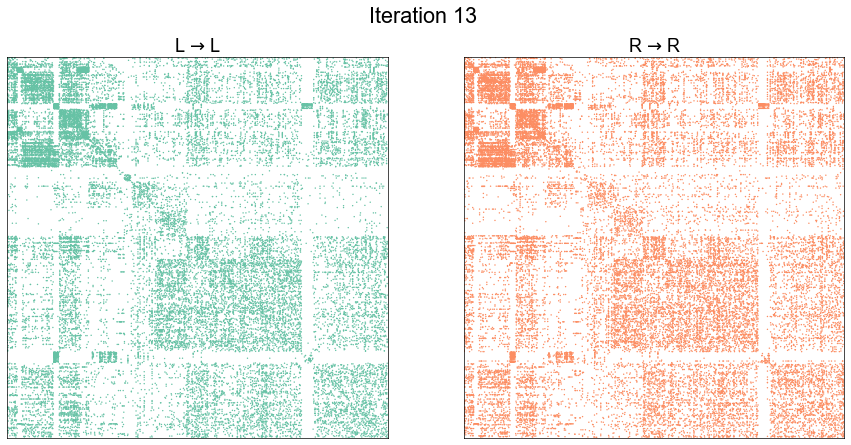 Iteration 13
L → L
R → R